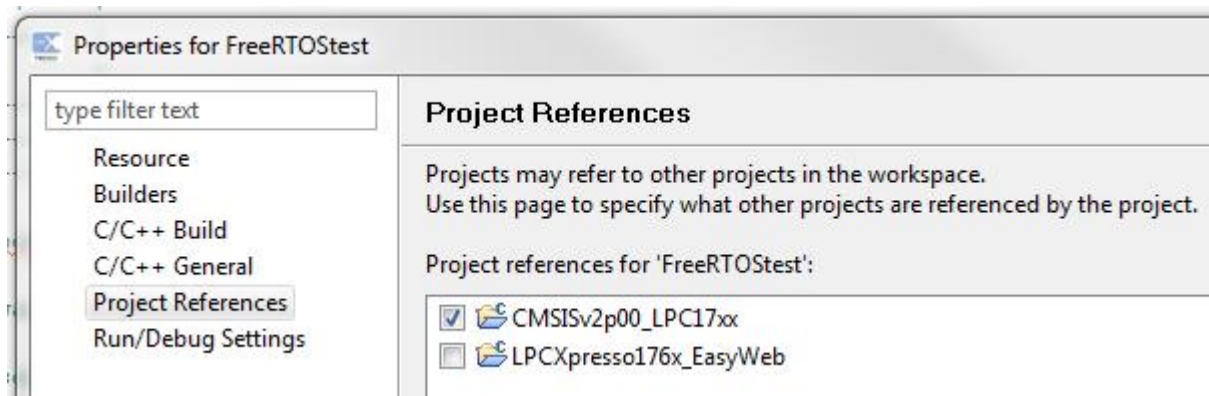 Properties for FreeRTOStest
type filter text
Resource
Builders
C/C++ Build
C/C++ General
Project References
Run/Debug Settings
Project References
Projects may refer to other projects in the workspace.
Use this page to specify what other projects are referenced by the project.
Project references for 'FreeRTOStest':
CMSISv2p00_LPC17xx
LPCXpresso176x_EasyWeb